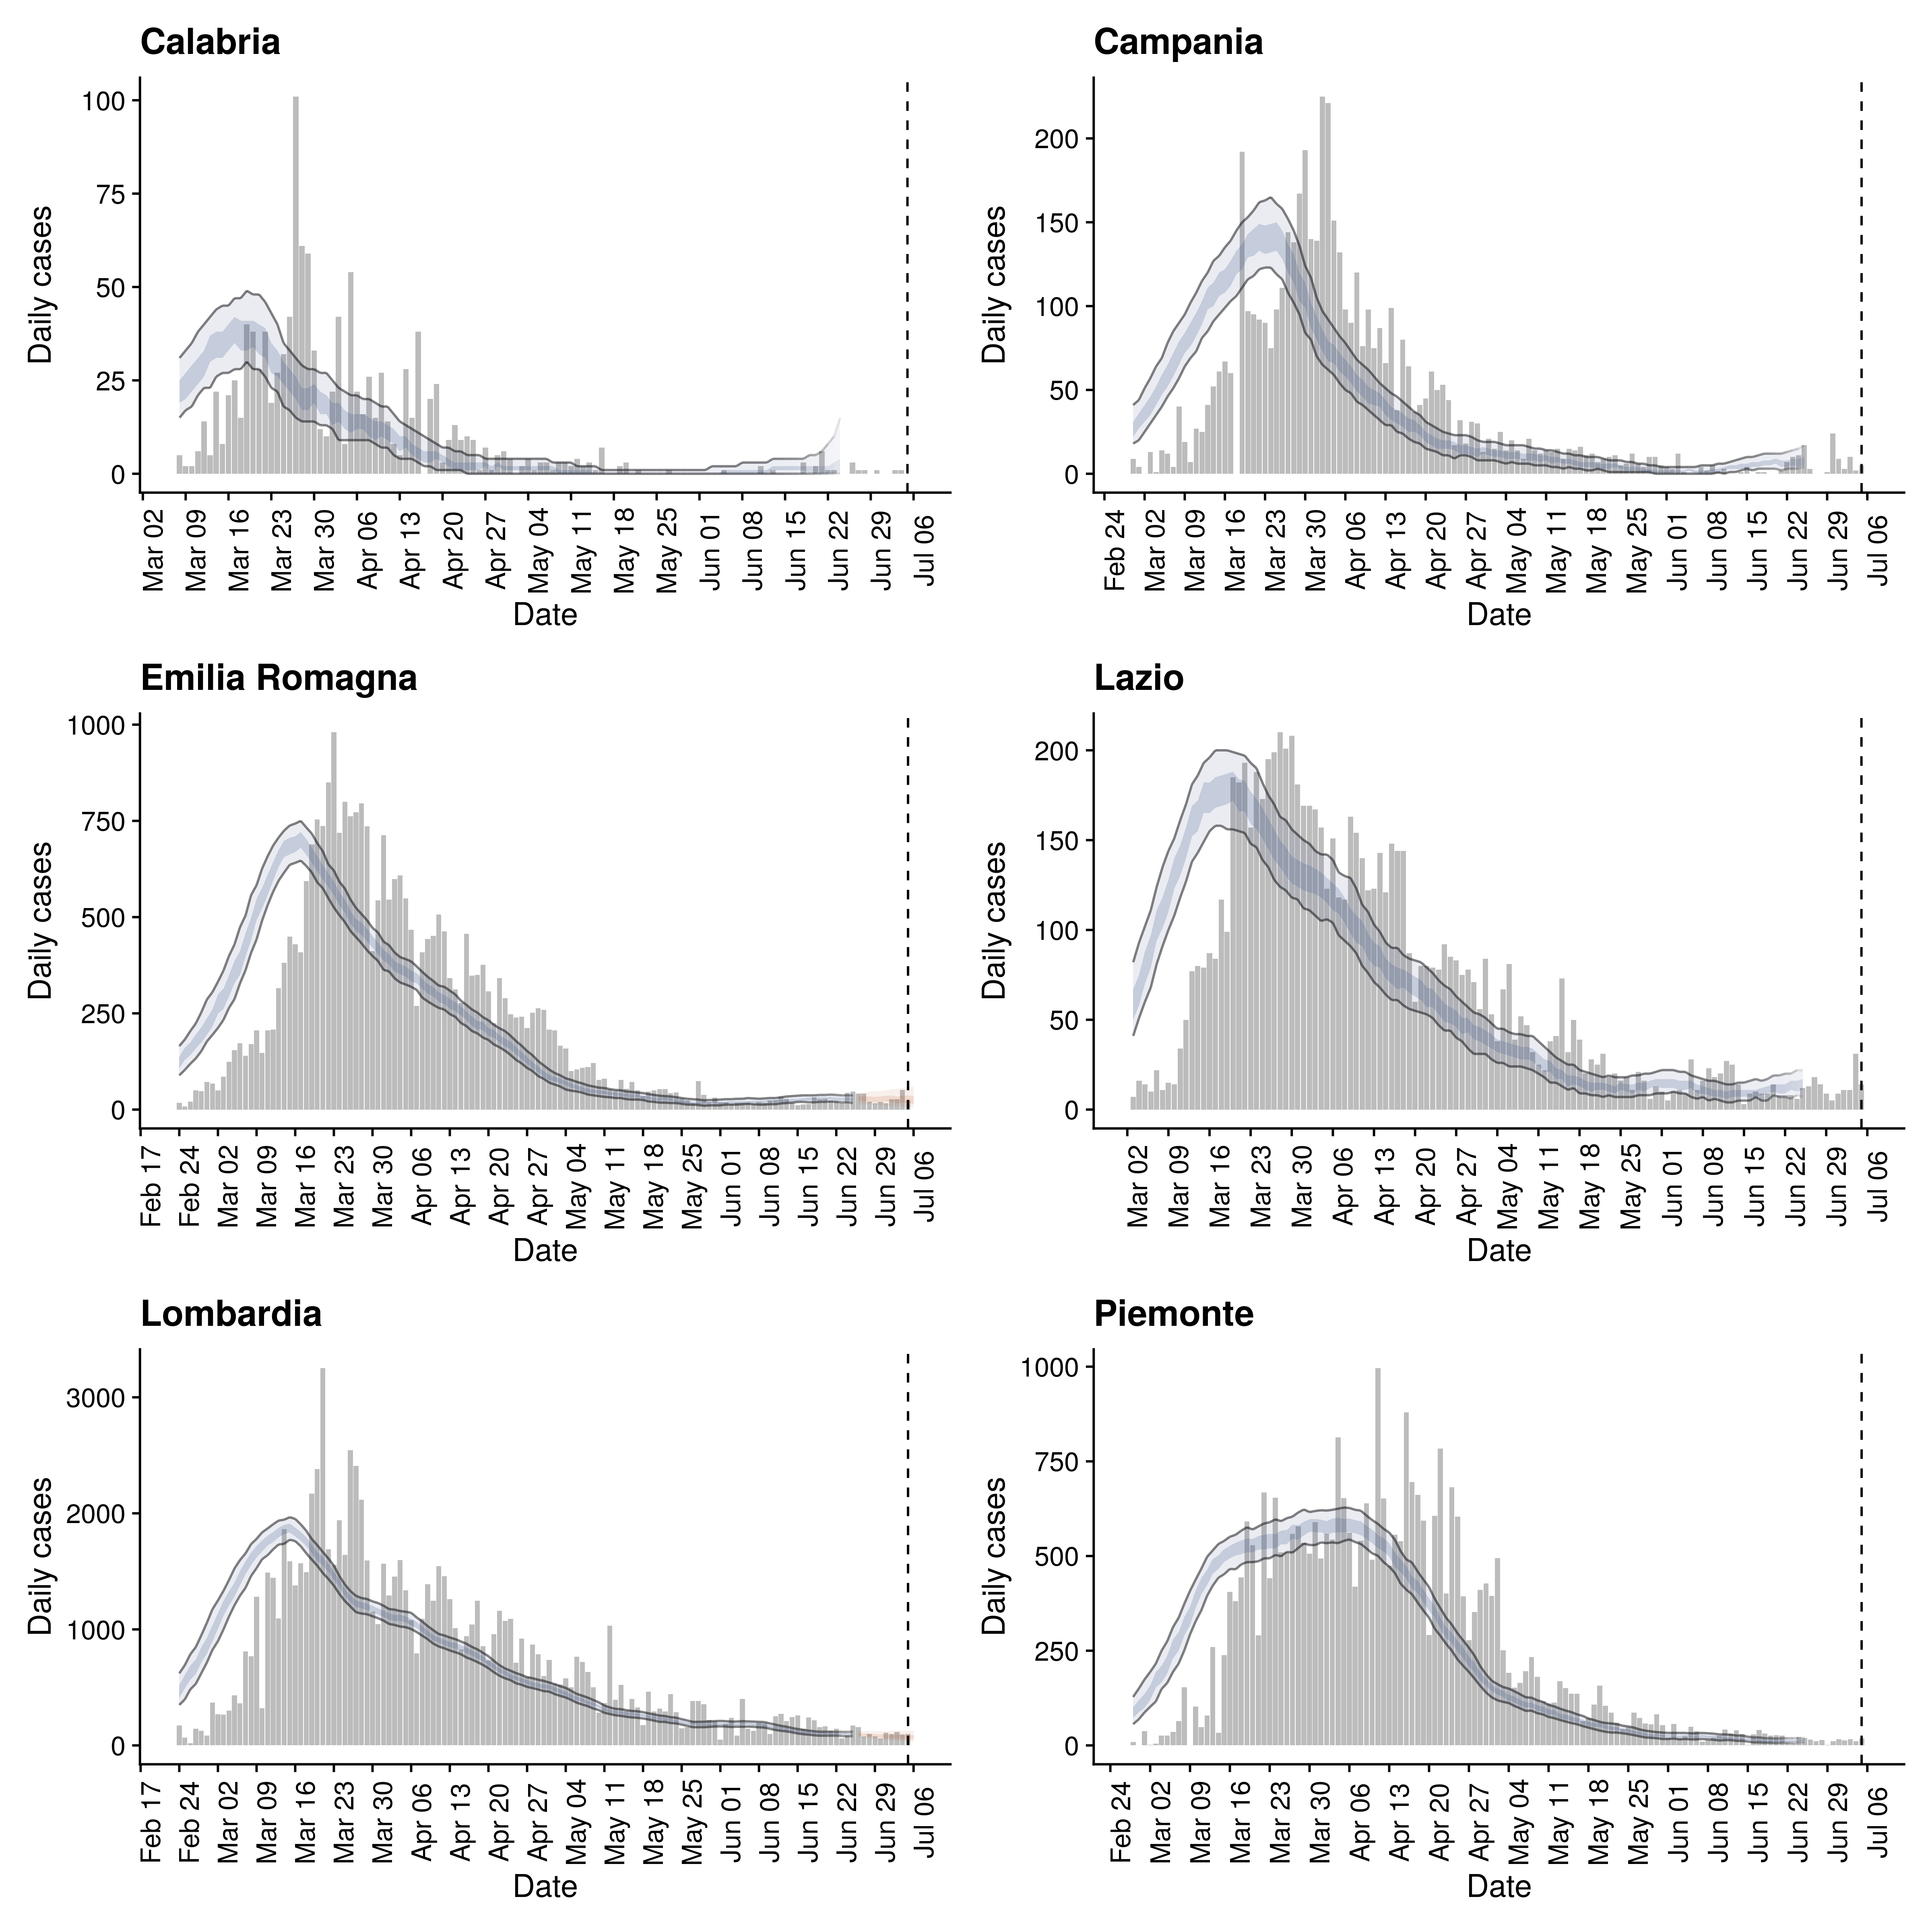 Calabria
Daily cases
100
75
50
25
0
Mar 02 Mar 09 Mar 16 Mar 23 Mar 30 Apr 06 Apr 13 Apr 20 Apr 27 May 04 May 11 May 18 May 25 Jun 01 Jun 08 Jun 15 Jun 22 Jun 29 Jul 06
Date
Campania
Daily cases
200
150
100
50
0
Feb 24 Mar 02 Mar 09 Mar 16 Mar 23 Mar 30 Apr 06 Apr 13 Apr 20 Apr 27 May 04 May 11 May 18 May 25 Jun 01 Jun 08 Jun 15 Jun 22 Jun 29 Jul 06
Date
Emilia Romagna
Daily cases
1000
750
500
250
0
Feb 17 Feb 24 Mar 02 Mar 09 Mar 16 Mar 23 Mar 30 Apr 06 Apr 13 Apr 20 Apr 27 May 04 May 11 May 18 May 25 Jun 01 Jun 08 Jun 15 Jun 22 Jun 29 Jul 06
Date
Lazio
Daily cases
200
150
100
50
0
Mar 02 Mar 09 Mar 16 Mar 23 Mar 30 Apr 06 Apr 13 Apr 20 Apr 27 May 04 May 11 May 18 May 25 Jun 01 Jun 08 Jun 15 Jun 22 Jun 29 Jul 06
Date
Lombardia
Daily cases
3000
2000
1000
0
Feb 17 Feb 24 Mar 02 Mar 09 Mar 16 Mar 23 Mar 30 Apr 06 Apr 13 Apr 20 Apr 27 May 04 May 11 May 18 May 25 Jun 01 Jun 08 Jun 15 Jun 22 Jun 29 Jul 06
Date
Piemonte
Daily cases
1000
750
500
250
0
Feb 24 Mar 02 Mar 09 Mar 16 Mar 23 Mar 30 Apr 06 Apr 13 Apr 20 Apr 27 May 04 May 11 May 18 May 25 Jun 01 Jun 08 Jun 15 Jun 22 Jun 29 Jul 06
Date